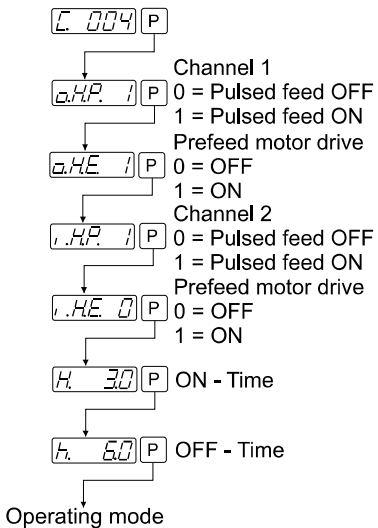 C. 004 P
Channel 1
o.H.P. 1 P 0 = Pulsed feed OFF
1 = Pulsed feed ON
Prefeed motor drive
o.H.E. 1 P 0 = OFF
1 = ON
Channel 2
ı.H.P. 1 P 0 = Pulsed feed OFF
1 = Pulsed feed ON
Prefeed motor drive
ı.H.E. 0 P 0 = OFF
1 = ON
H. 3.0 P ON - Time
h. 6.0 P OFF - Time
Operating mode